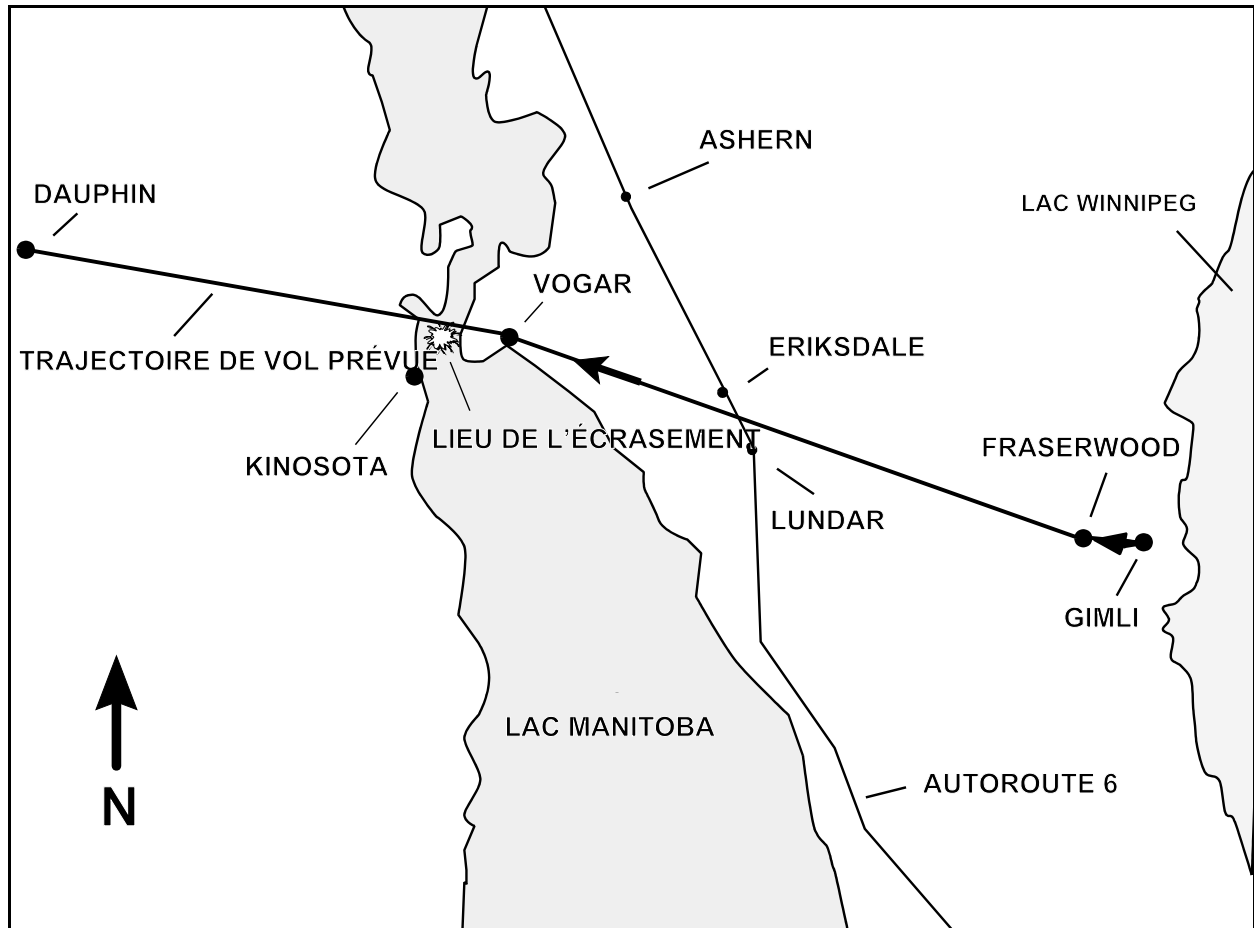 ASHERN
DAUPHIN
LAC WINNIPEG
VOGAR
ERIKSDALE
TRAJECTOIRE DE VOL PRÉVUE
LIEU DE L'ÉCRASEMENT
FRASERWOOD
KINOSOTA
LUNDAR
GIMLI
LAC MANITOBA
AUTOROUTE 6
N